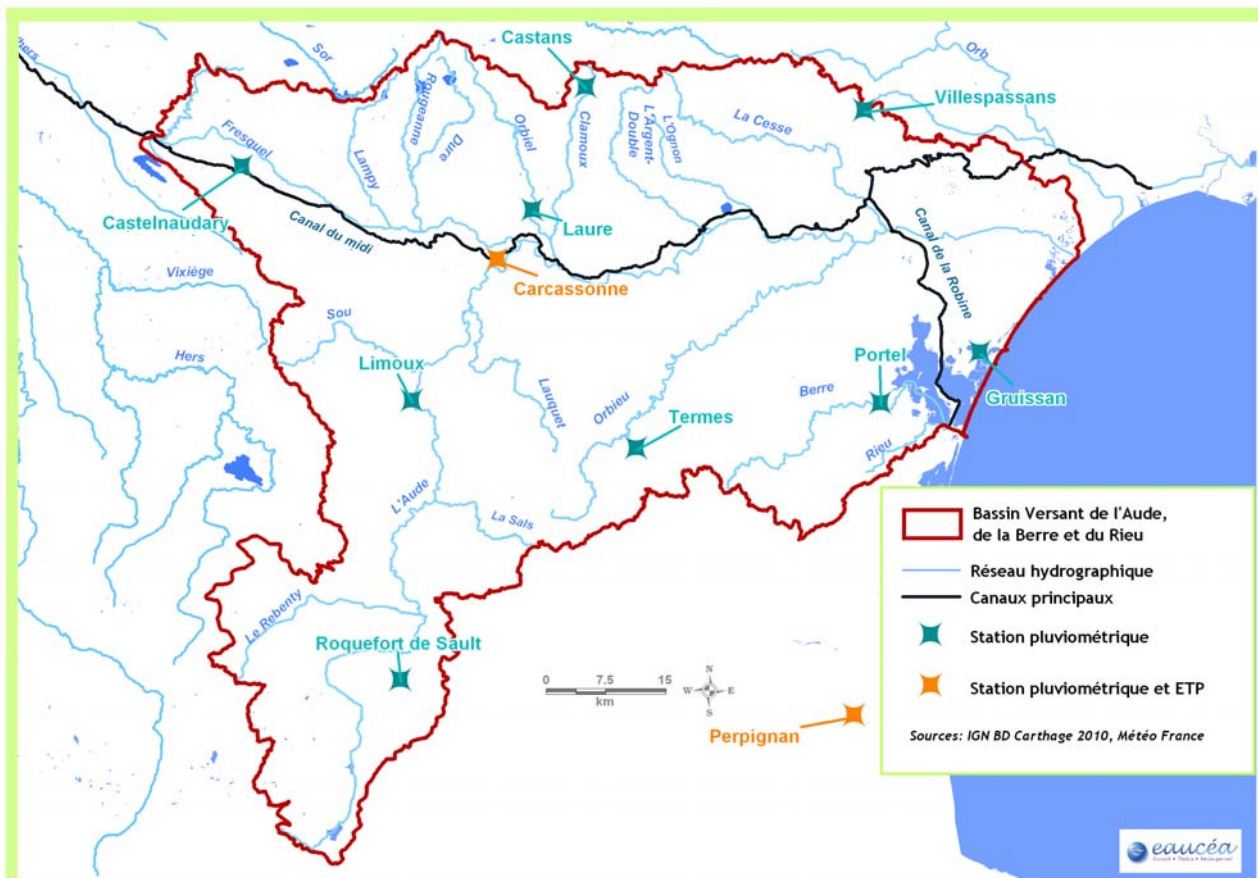 Castans
Sor
Orb
Hers
Rougeanne
Villespassans
La Cesse
L'Ognon
L'Argent-
Double
Clamoux
Orbiel
Dure
Lampy
Fresquel
Castelnaudary
Canal du midi
Laure
Carcassonne
Canal de la Robine
Vixiège
Sou
Hers
Limoux
Lauquet
Orbieu
Portel
Berre
Gruissan
Termes
Rieu
L'Aude
La Sals
Le Rebenty
Roquefort de Sault
0 7.5 15
km
N
W E
S
Perpignan
Bassin Versant de l'Aude,
de la Berre et du Rieu
Réseau hydrographique
Canaux principaux
Station pluviométrique
Station pluviométrique et ETP
Sources: IGN BD Carthage 2010, Météo France
eaucéa